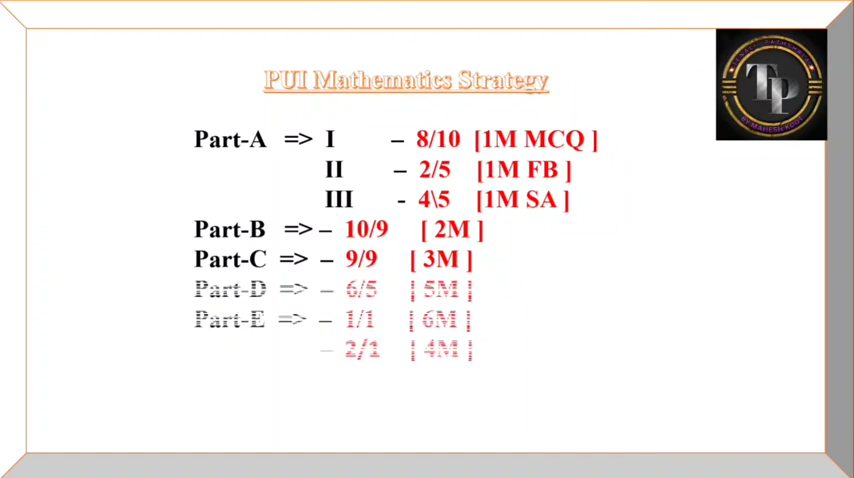 PUI Mathematics Strategy
TP
BY MAHESH
Part-A => I – 8/10 [1M MCQ ]
II – 2/5 [1M FB ]
III - 4\5 [1M SA ]
Part-B => – 10/9 [ 2M ]
Part-C => – 9/9 [ 3M ]
Part-D => – 6/5 [ 5M ]
Part-E => – 1/1 [ 6M ]
– 2/1 [ 4M ]